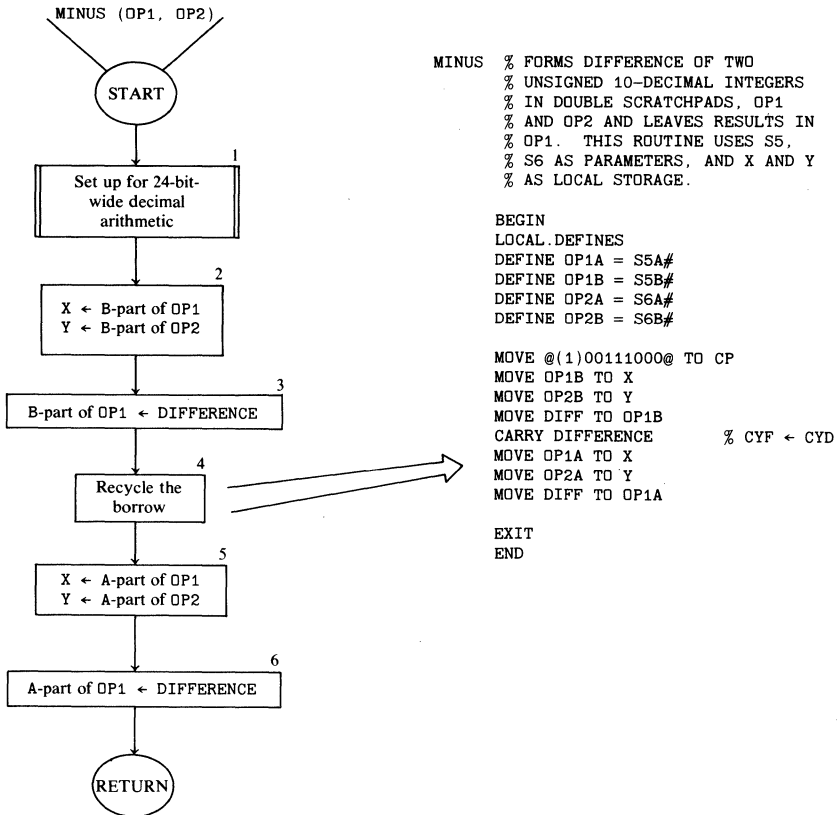 MINUS (OP1, OP2)
START
1
Set up for 24-bit-
wide decimal
arithmetic
2
X ← B-part of OP1
Y ← B-part of OP2
3
B-part of OP1 ← DIFFERENCE
4
Recycle the
borrow
5
X ← A-part of OP1
Y ← A-part of OP2
6
A-part of OP1 ← DIFFERENCE
RETURN
MINUS % FORMS DIFFERENCE OF TWO
% UNSIGNED 10-DECIMAL INTEGERS
% IN DOUBLE SCRATCHPADS, OP1
% AND OP2 AND LEAVES RESULTS IN
% OP1. THIS ROUTINE USES S5,
% S6 AS PARAMETERS, AND X AND Y
% AS LOCAL STORAGE.
BEGIN
LOCAL.DEFINES
DEFINE OP1A = S5A#
DEFINE OP1B = S5B#
DEFINE OP2A = S6A#
DEFINE OP2B = S6B#
MOVE @(1)00111000@ TO CP
MOVE OP1B TO X
MOVE OP2B TO Y
MOVE DIFF TO OP1B
CARRY DIFFERENCE % CYF ← CYD
MOVE OP1A TO X
MOVE OP2A TO Y
MOVE DIFF TO OP1A
EXIT
END